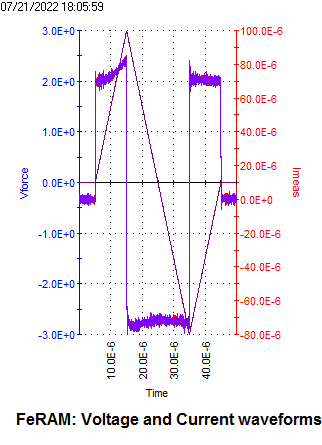 07/21/2022 18:05:59
3.0E+0
2.0E+0
1.0E+0
0.0E+0
-1.0E+0
-2.0E+0
-3.0E+0
Vforce
100.0E-6
80.0E-6
60.0E-6
40.0E-6
20.0E-6
0.0E+0
-20.0E-6
-40.0E-6
-60.0E-6
-80.0E-6
Imeas
10.0E-6
20.0E-6
30.0E-6
40.0E-6
Time
FeRAM: Voltage and Current waveforms